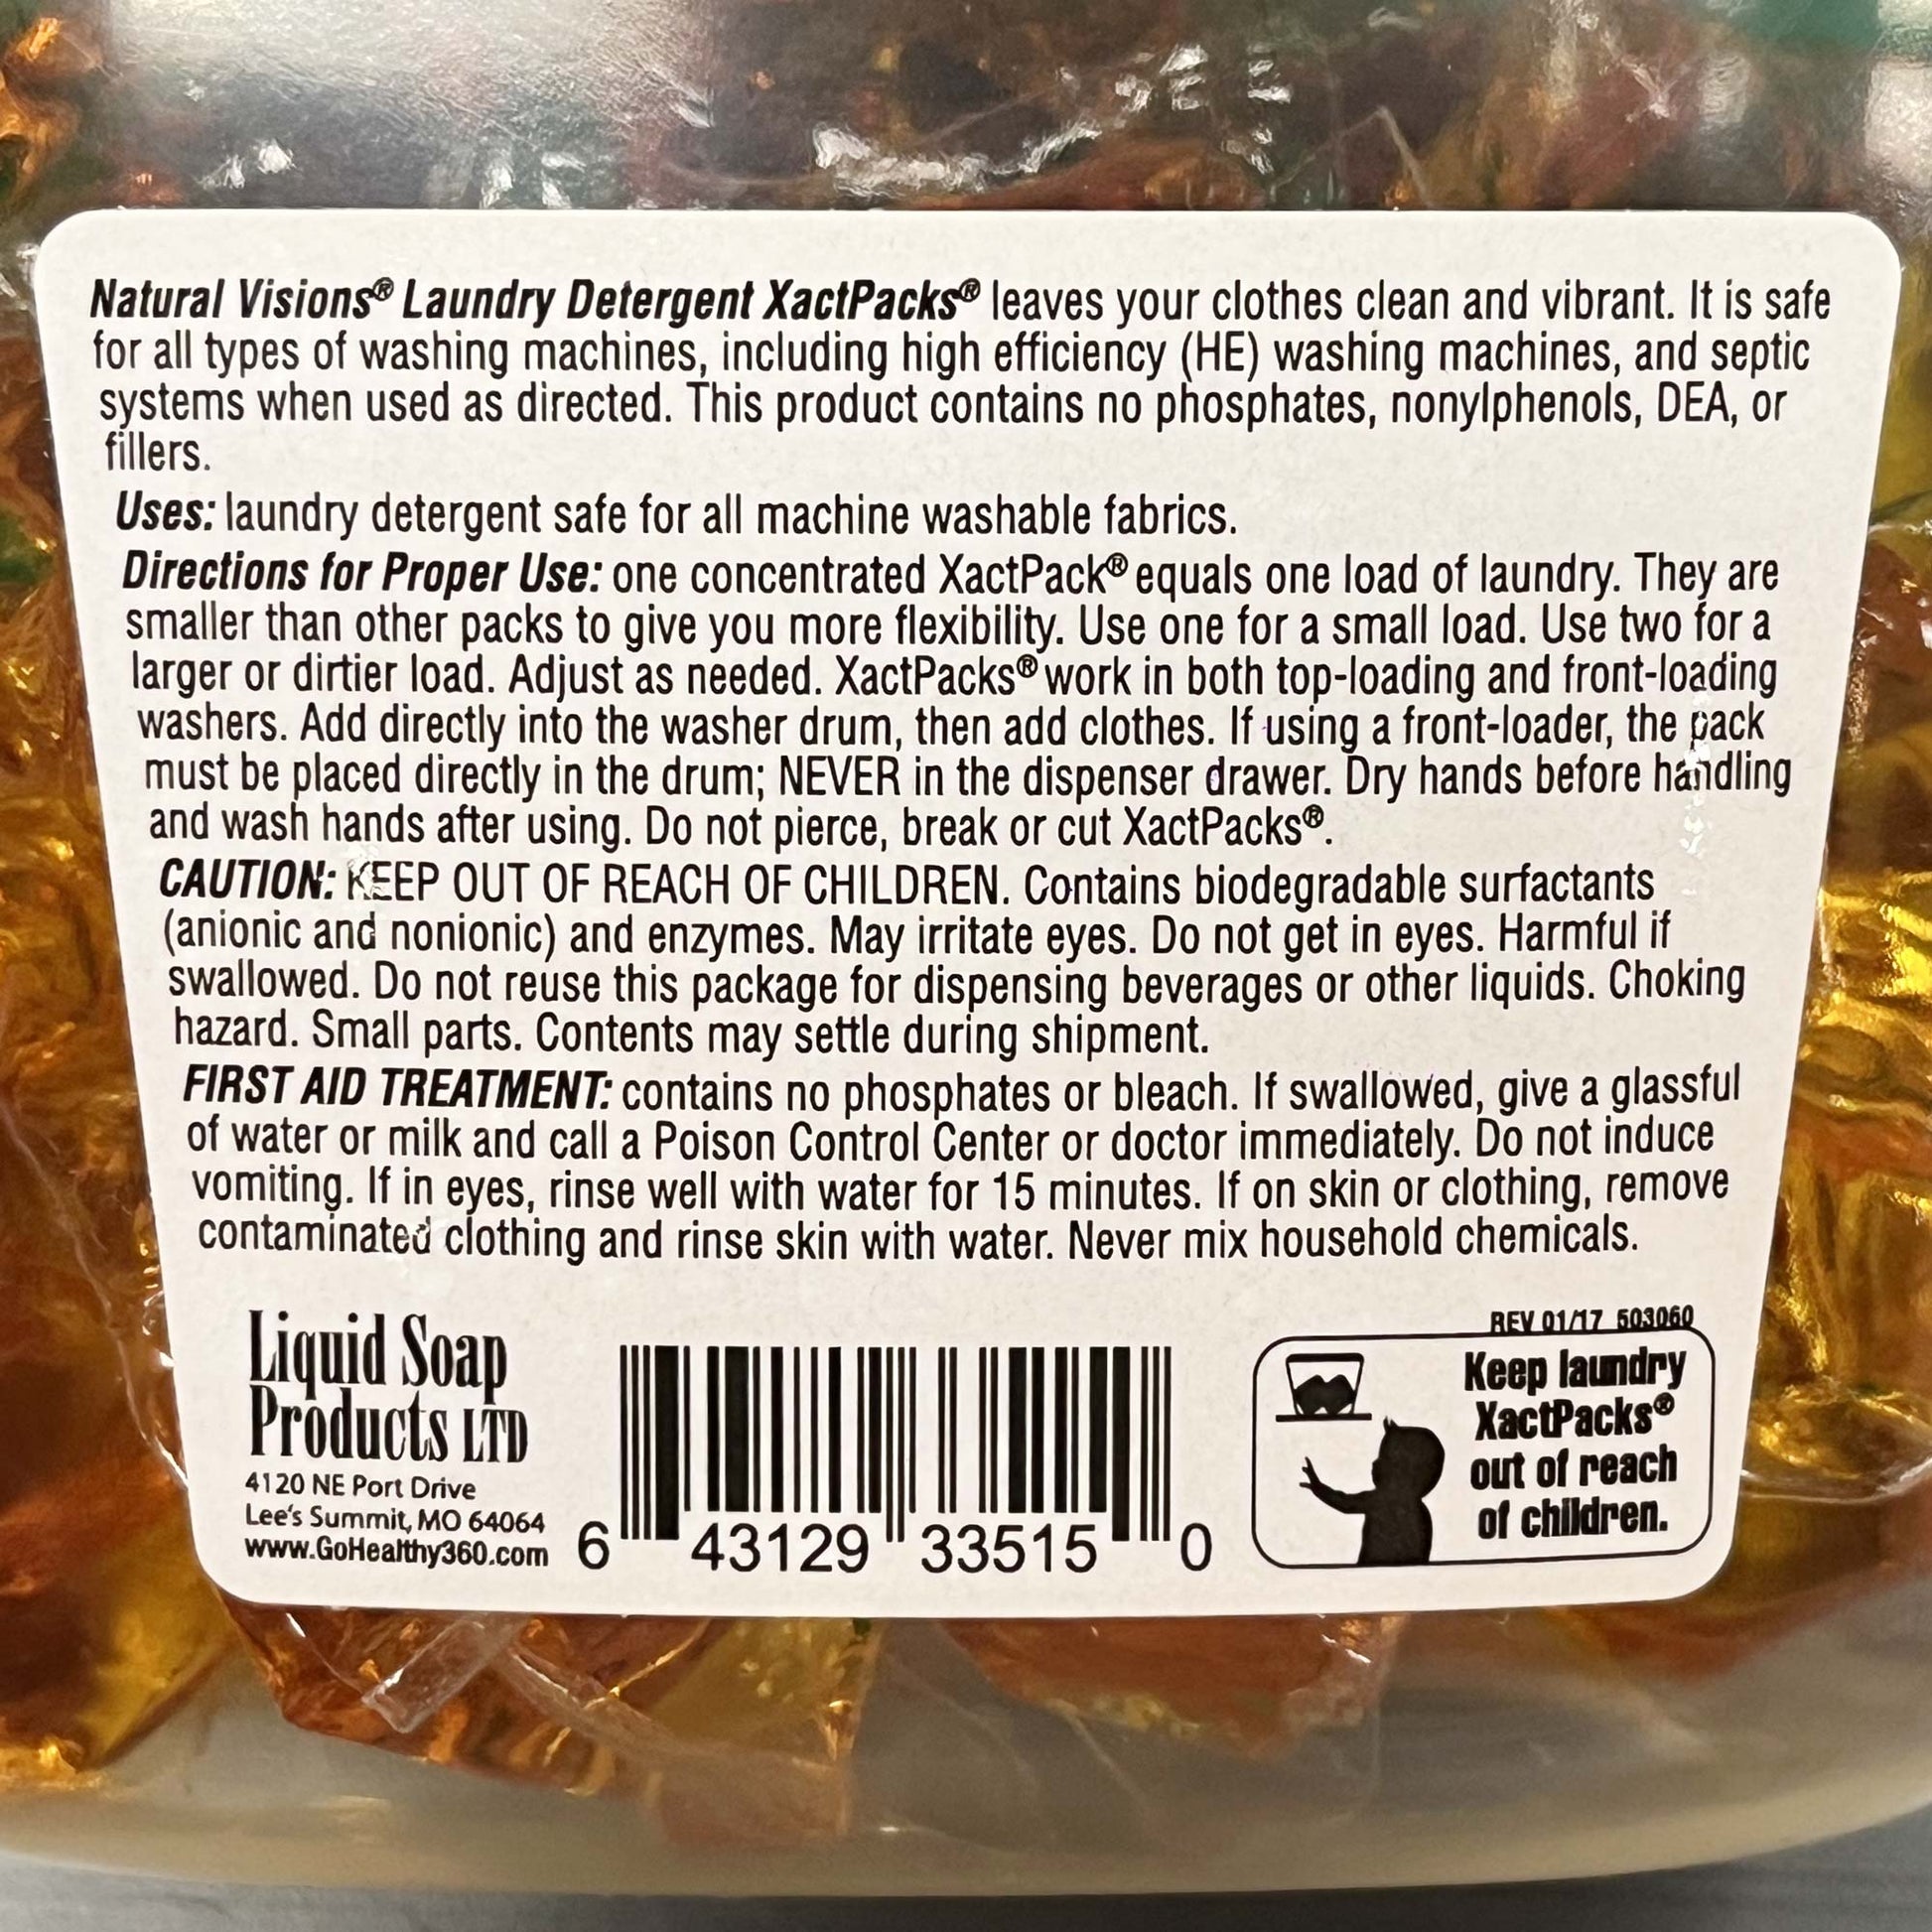 Natural Visions® Laundry Detergent XactPacks® leaves your clothes clean and vibrant. It is safe
for all types of washing machines, including high efficiency (HE) washing machines, and septic
systems when used as directed. This product contains no phosphates, nonylphenols, DEA, or
fillers.
Uses: laundry detergent safe for all machine washable fabrics.
Directions for Proper Use: one concentrated XactPack® equals one load of laundry. They are
smaller than other packs to give you more flexibility. Use one for a small load. Use two for a
larger or dirtier load. Adjust as needed. XactPacks® work in both top-loading and front-loading
washers. Add directly into the washer drum, then add clothes. If using a front-loader, the pack
must be placed directly in the drum; NEVER in the dispenser drawer. Dry hands before handling
and wash hands after using. Do not pierce, break or cut XactPacks®.
CAUTION: KEEP OUT OF REACH OF CHILDREN. Contains biodegradable surfactants
(anionic and nonionic) and enzymes. May irritate eyes. Do not get in eyes. Harmful if
swallowed. Do not reuse this package for dispensing beverages or other liquids. Choking
hazard. Small parts. Contents may settle during shipment.
FIRST AID TREATMENT: contains no phosphates or bleach. If swallowed, give a glassful
of water or milk and call a Poison Control Center or doctor immediately. Do not induce
vomiting. If in eyes, rinse well with water for 15 minutes. If on skin or clothing, remove
contaminated clothing and rinse skin with water. Never mix household chemicals.
Liquid Soap
Products LTD
4120 NE Port Drive
Lee's Summit, MO 64064
www.GoHealthy360.com
6 43129 33515 0
REV 01/17 503060
Keep laundry
XactPacks®
out of reach
of children.